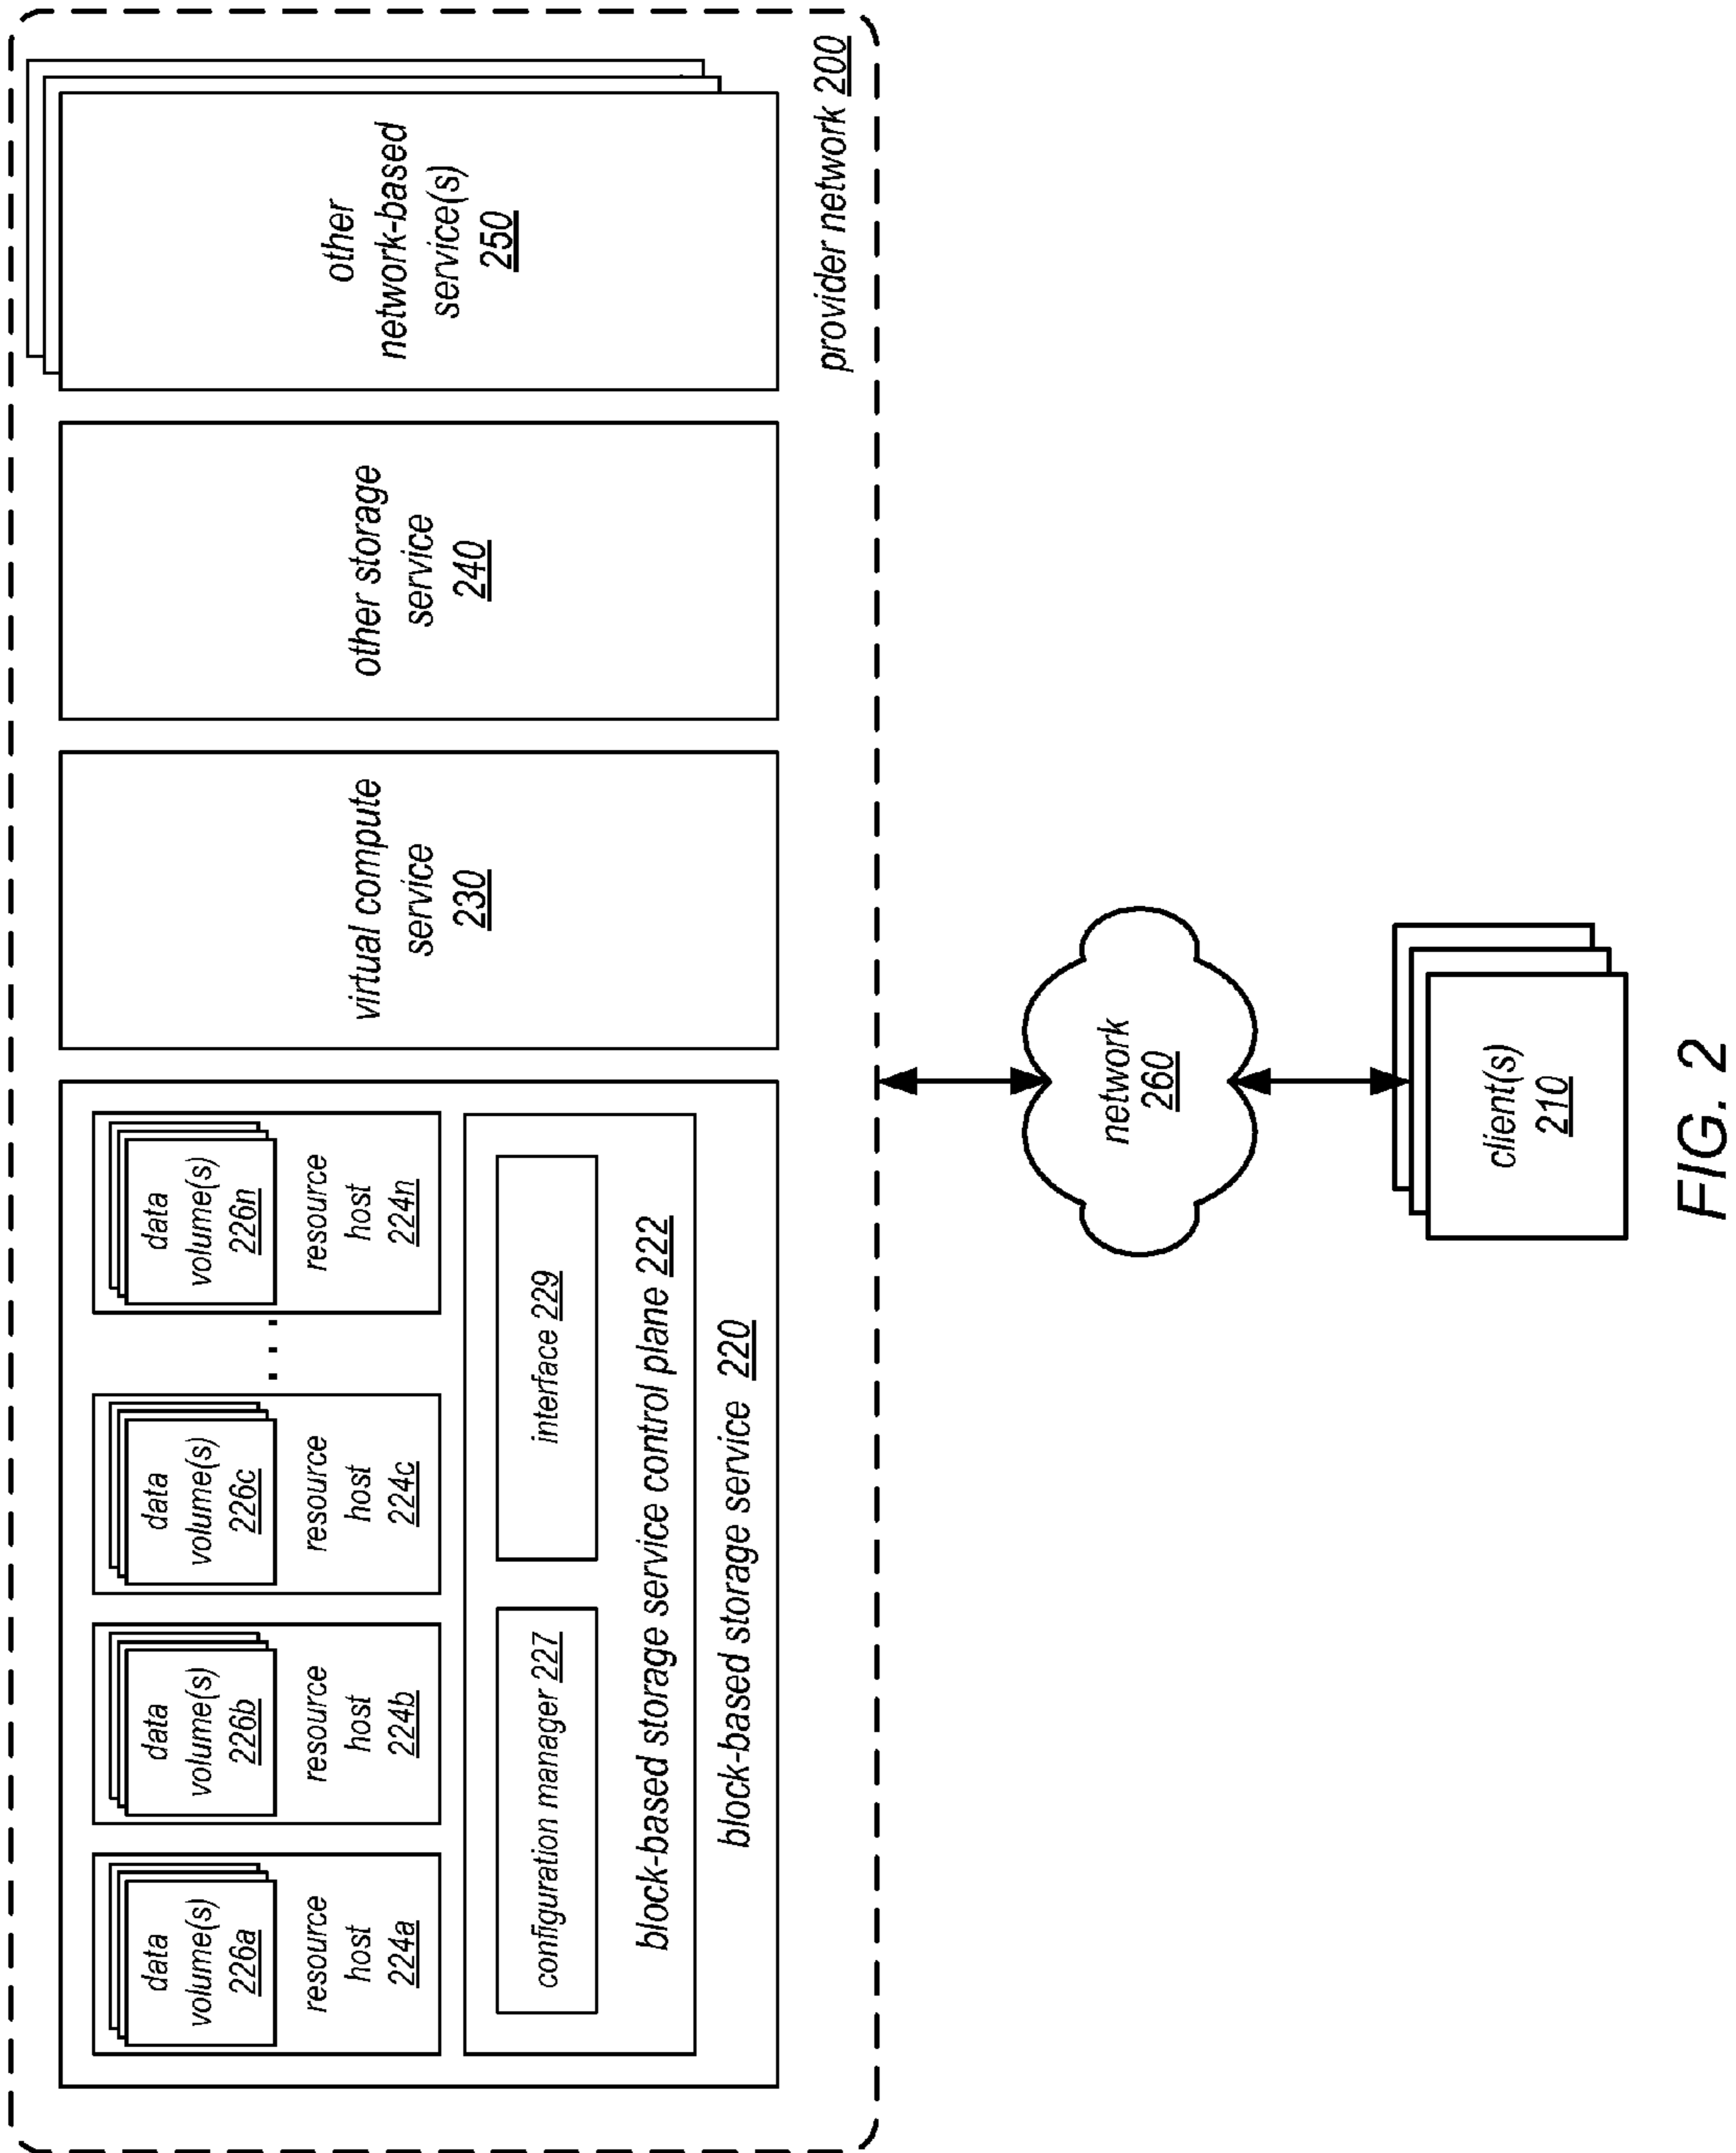 data
volume(s)
226a
resource
host
224a
data
volume(s)
226b
resource
host
224b
data
volume(s)
226c
resource
host
224c
...
data
volume(s)
226n
resource
host
224n
configuration manager 227
interface 229
block-based storage service control plane 222
block-based storage service 220
virtual compute
service
230
other storage
service
240
other
network-based
service(s)
250
provider network 200
network
260
client(s)
210
FIG. 2